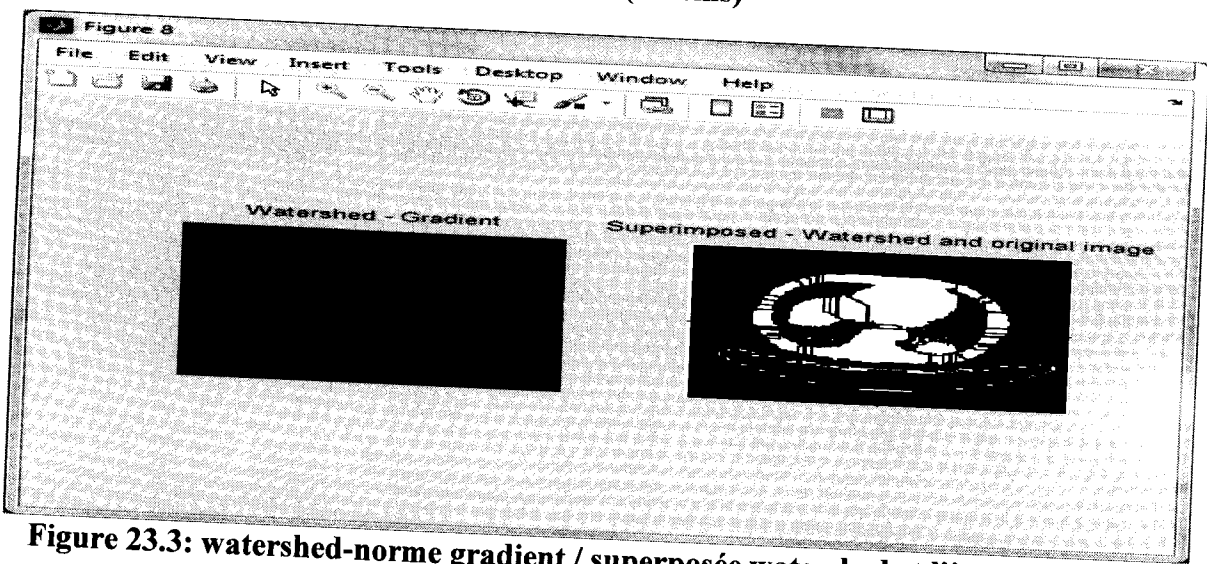 Figure 8
File Edit View Insert Tools Desktop Window Help
Watershed - Gradient
Superimposed - Watershed and original image
Figure 23.3: watershed-norme gradient / superposée